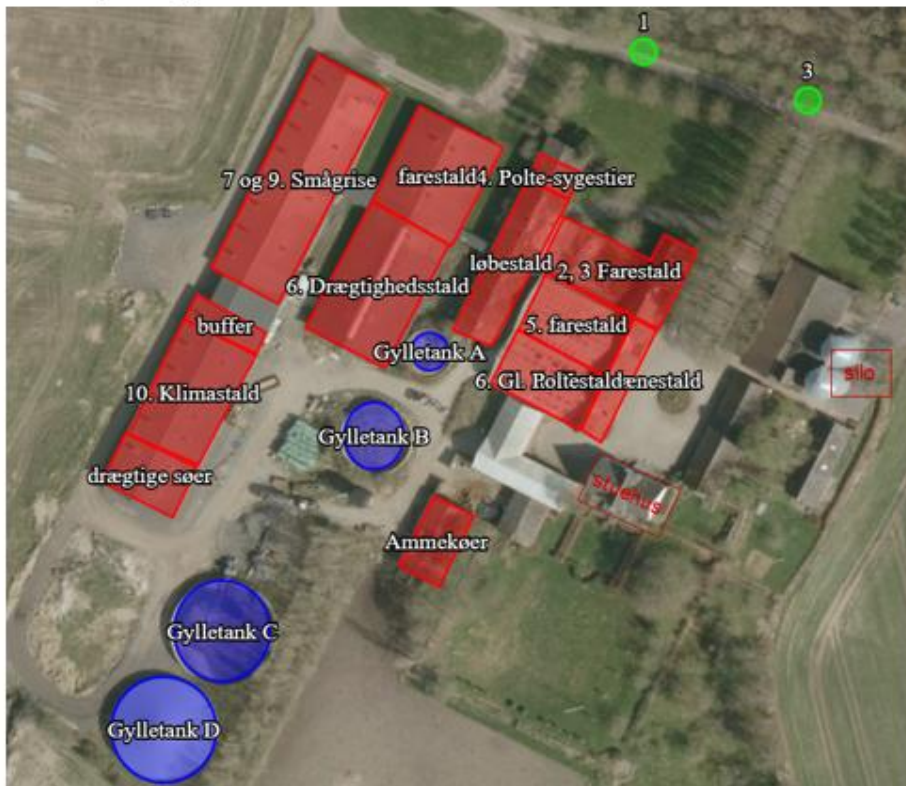 1
3
7 og 9. Smågrise
farestald
4. Polte-sygestier
løbestald
2, 3 Farestald
6. Drægtighedsstald
buffer
5. farestald
Gylletank A
6. Gl. Poltestald
enestald
silo
10. Klimastald
Gylletank B
drægtige søer
stuehus
Ammekøer
Gylletank C
Gylletank D